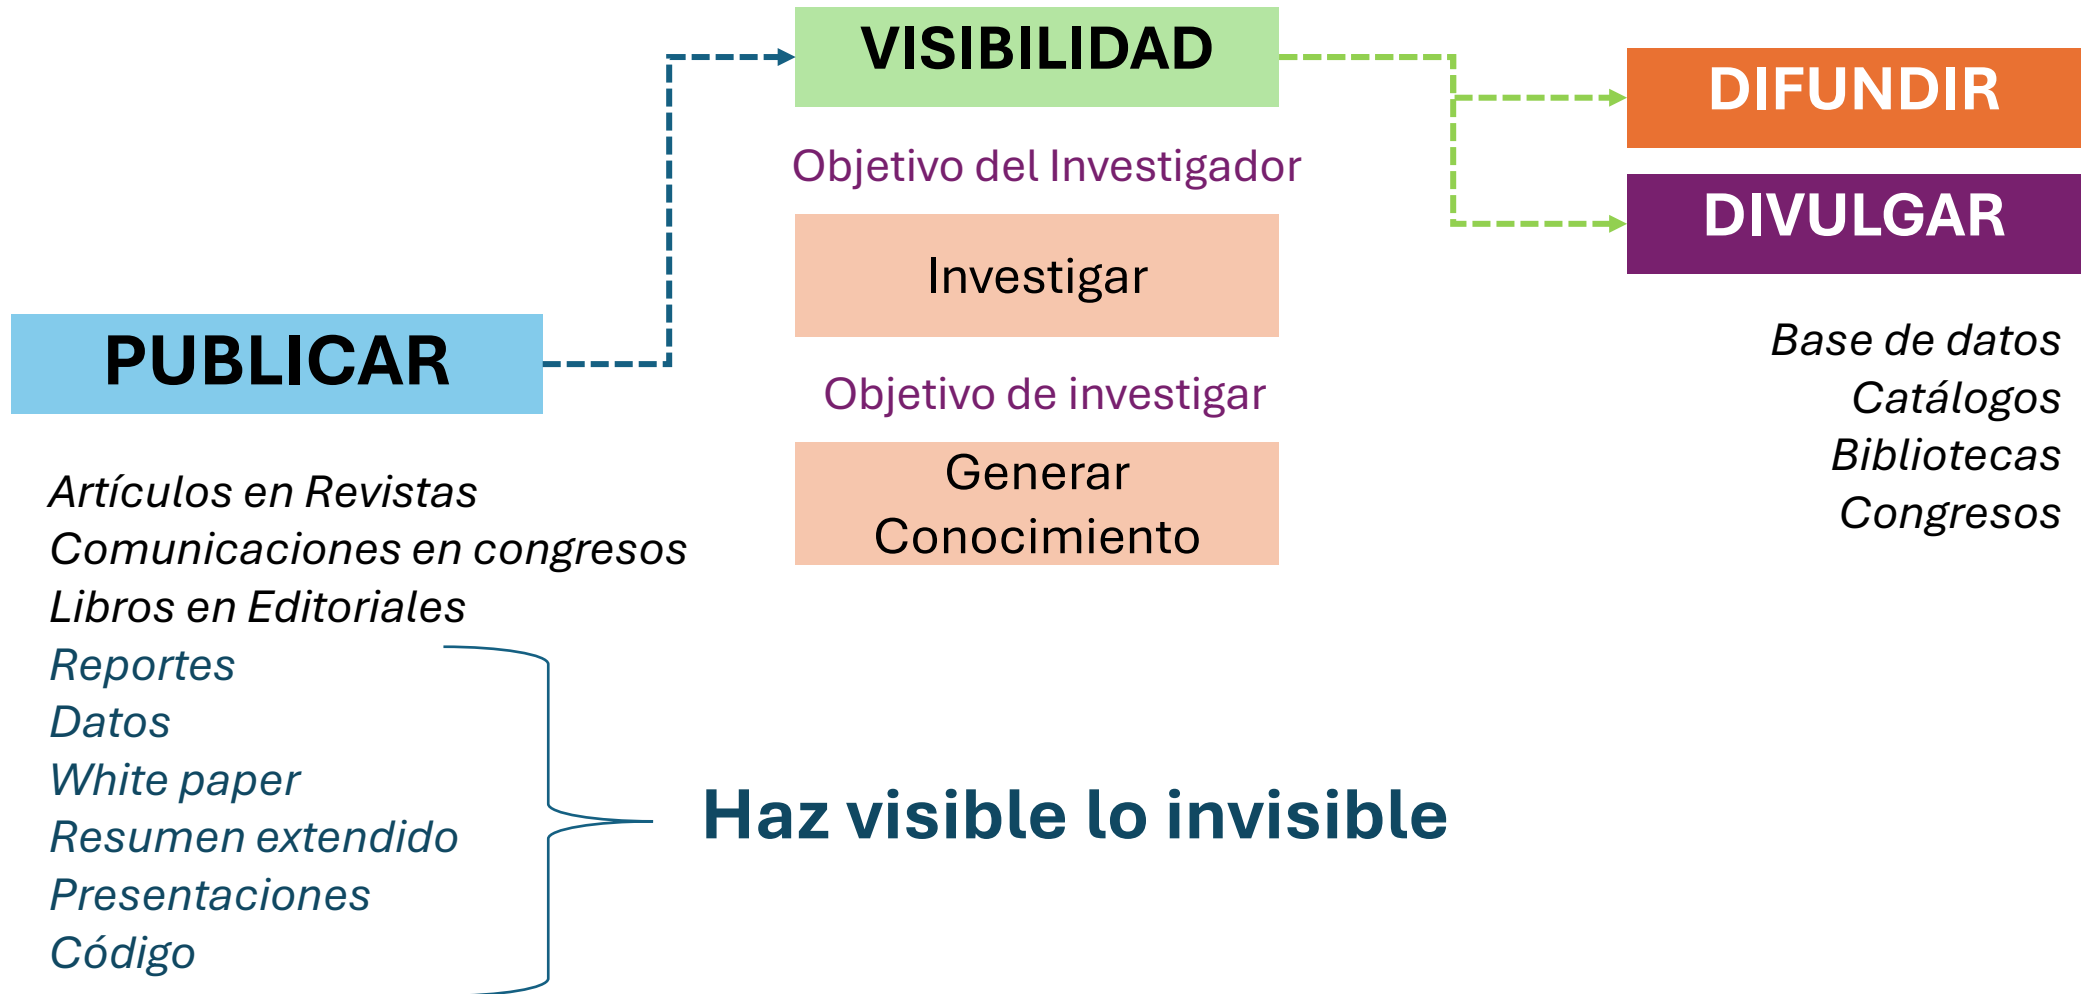 VISIBILIDAD
DIFUNDIR
DIVULGAR
Objetivo del Investigador
Investigar
Objetivo de investigar
Generar
Conocimiento
PUBLICAR
Artículos en Revistas
Comunicaciones en congresos
Libros en Editoriales
Reportes
Datos
White paper
Resumen extendido
Presentaciones
Código
Haz visible lo invisible
Base de datos
Catálogos
Bibliotecas
Congresos